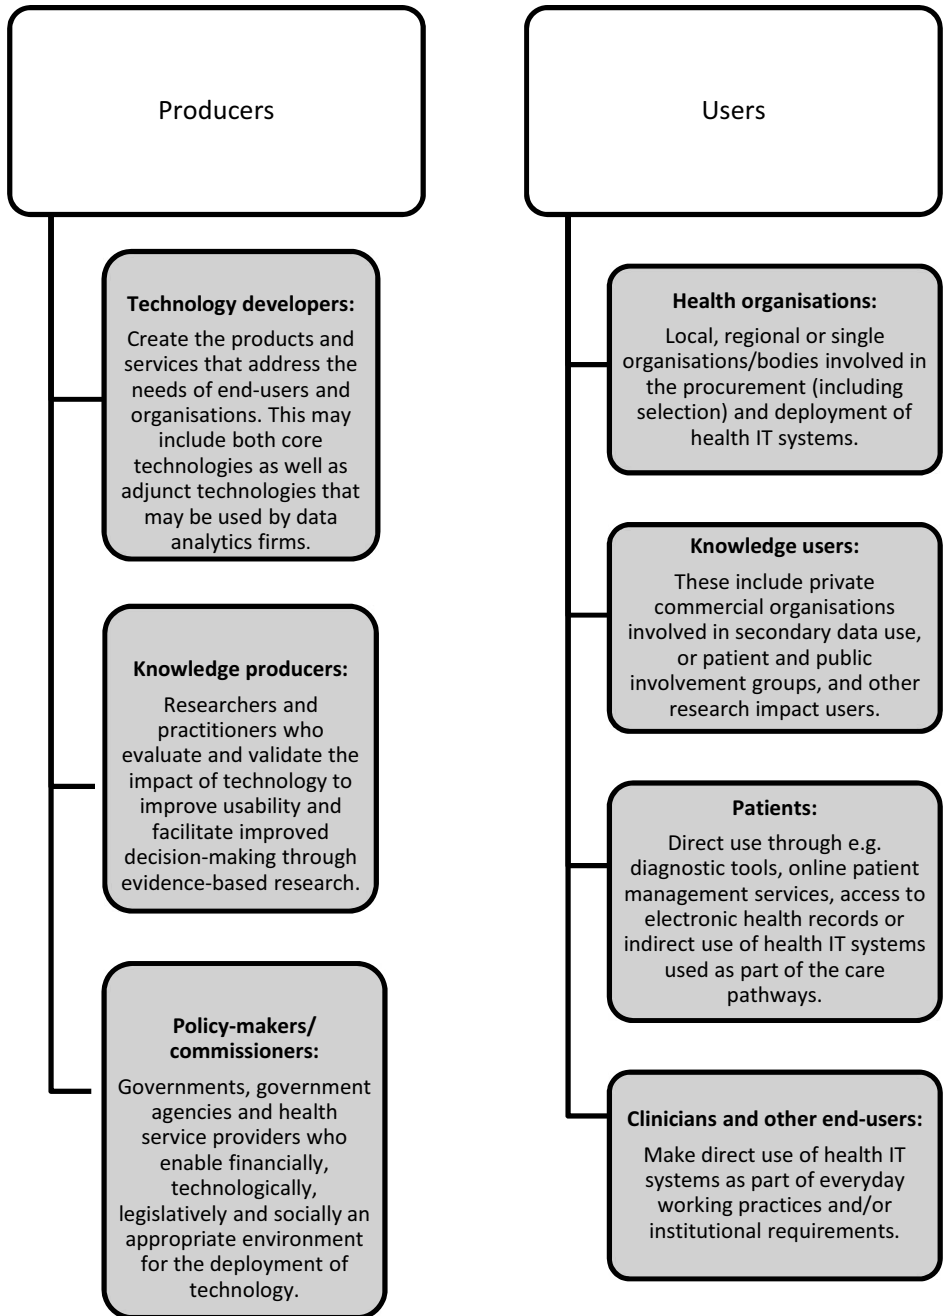 Producers
Technology developers:
Create the products and
services that address the
needs of end-users and
organisations. This may
include both core
technologies as well as
adjunct technologies that
may be used by data
analytics firms.
Knowledge producers:
Researchers and
practitioners who
evaluate and validate the
impact of technology to
improve usability and
facilitate improved
decision-making through
evidence-based research.
Policy-makers/
commissioners:
Governments, government
agencies and health
service providers who
enable financially,
technologically,
legislatively and socially an
appropriate environment
for the deployment of
technology.
Users
Health organisations:
Local, regional or single
organisations/bodies involved in
the procurement (including
selection) and deployment of
health IT systems.
Knowledge users:
These include private
commercial organisations
involved in secondary data use,
or patient and public
involvement groups, and other
research impact users.
Patients:
Direct use through e.g.
diagnostic tools, online patient
management services, access to
electronic health records or
indirect use of health IT systems
used as part of the care
pathways.
Clinicians and other end-users:
Make direct use of health IT
systems as part of everyday
working practices and/or
institutional requirements.